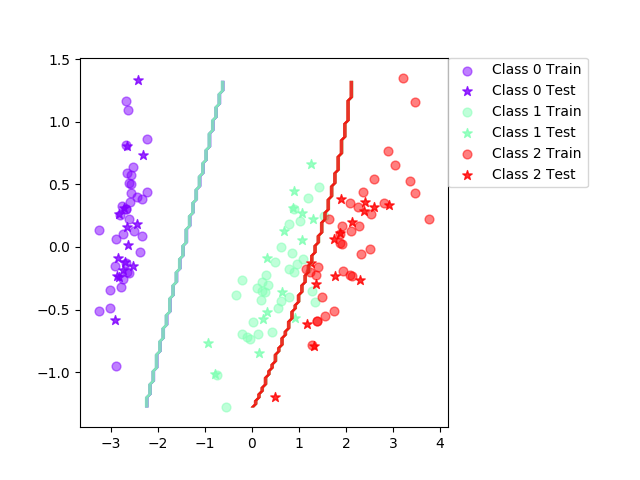 1.5
1.0
0.5
0.0
−0.5
−1.0
−3 −2 −1 0 1 2 3 4
Class 0 Train
Class 0 Test
Class 1 Train
Class 1 Test
Class 2 Train
Class 2 Test